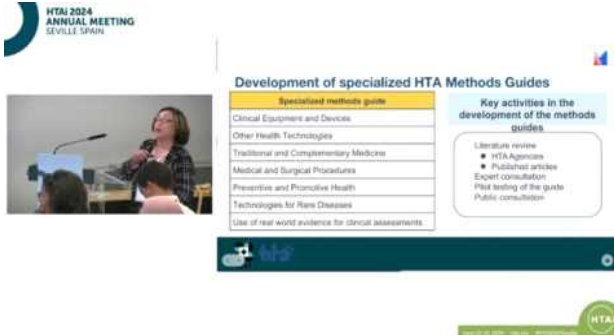 HTAi 2024
ANNUAL MEETING
SEVILLE SPAIN
Development of specialized HTA Methods Guides
Specialized methods guide
Clinical Equipment and Devices
Other Health Technologies
Traditional and Complementary Medicine
Medical and Surgical Procedures
Preventive and Promotive Health
Technologies for Rare Diseases
Use of real world evidence for clinical assessments
Key activities in the
development of the methods
guides
Literature review
HTA Agencies
Published articles
Expert consultation
Pilot testing of the guide
Public consultation
HTAi